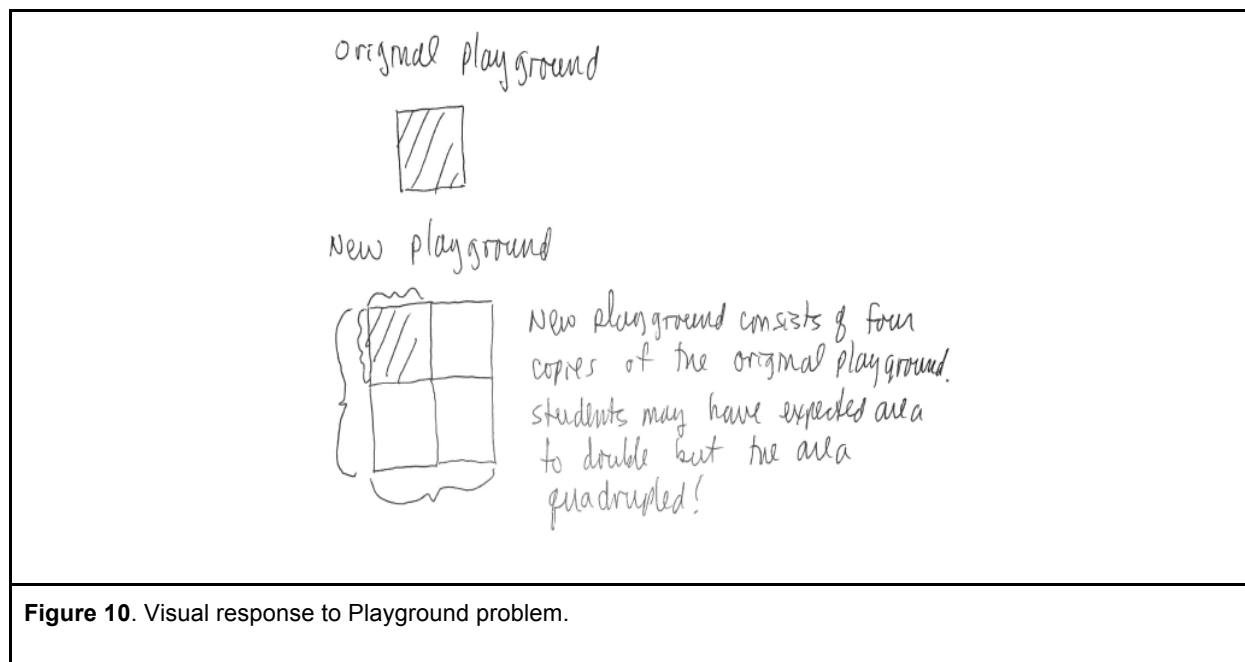 original playground
New playground
New playground consists of four
copies of the original playground.
students may have expected area
to double but the area
quadrupled!
Figure 10. Visual response to Playground problem.